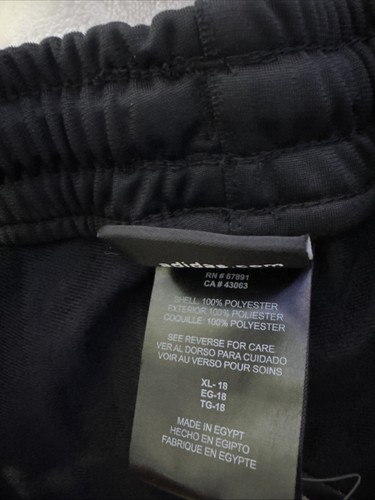 adidas.com
RN # 67891
CA # 43063
SHELL: 100% POLYESTER
EXTERIOR: 100% POLIESTER
COQUILLE: 100% POLYESTER
SEE REVERSE FOR CARE
VER AL DORSO PARA CUIDADO
VOIR AU VERSO POUR SOINS
XL- 18
EG-18
TG-18
MADE IN EGYPT
HECHO EN EGIPTO
FABRIQUE EN EGYPTE